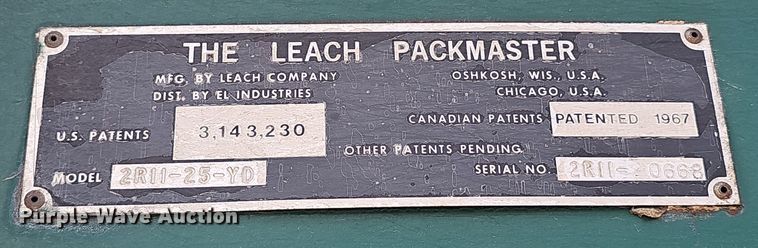 THE LEACH PACKMASTER
MFG. BY LEACH COMPANY OSHKOSH, WIS., U.S.A.
DIST. BY EL INDUSTRIES CHICAGO, U.S.A.
U.S. PATENTS 3,143,230 CANADIAN PATENTS PATENTED 1967
OTHER PATENTS PENDING
MODEL 2R11-25-YD SERIAL NO.
Purple Wave Auction